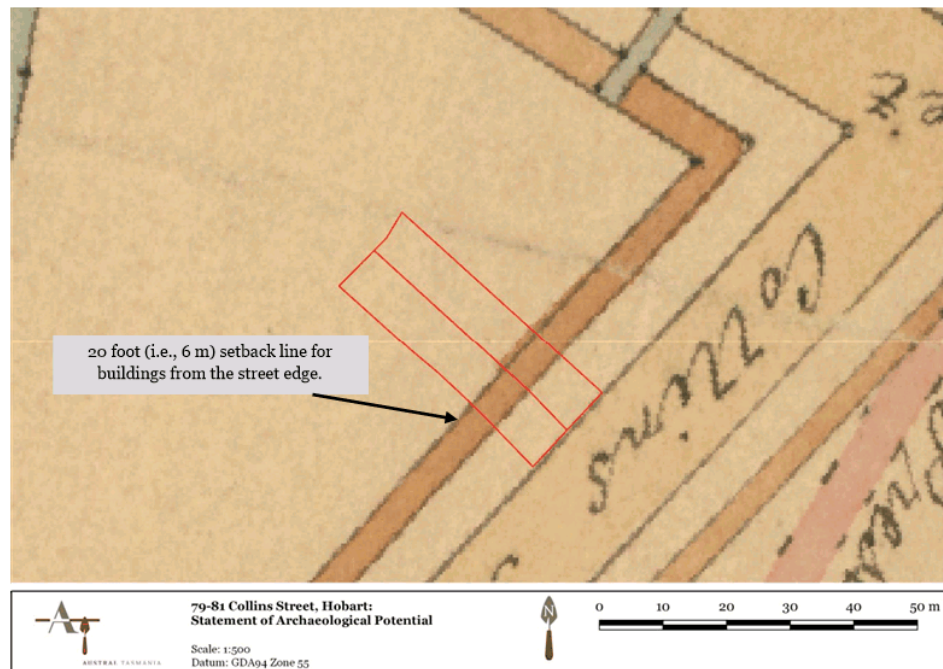 Collins
20 foot (i.e., 6 m) setback line for
buildings from the street edge.
79-81 Collins Street, Hobart:
Statement of Archaeological Potential
Scale: 1:500
Datum: GDA94 Zone 55
A
AUSTRAL TASMANIA
N
0 10 20 30 40 50 m